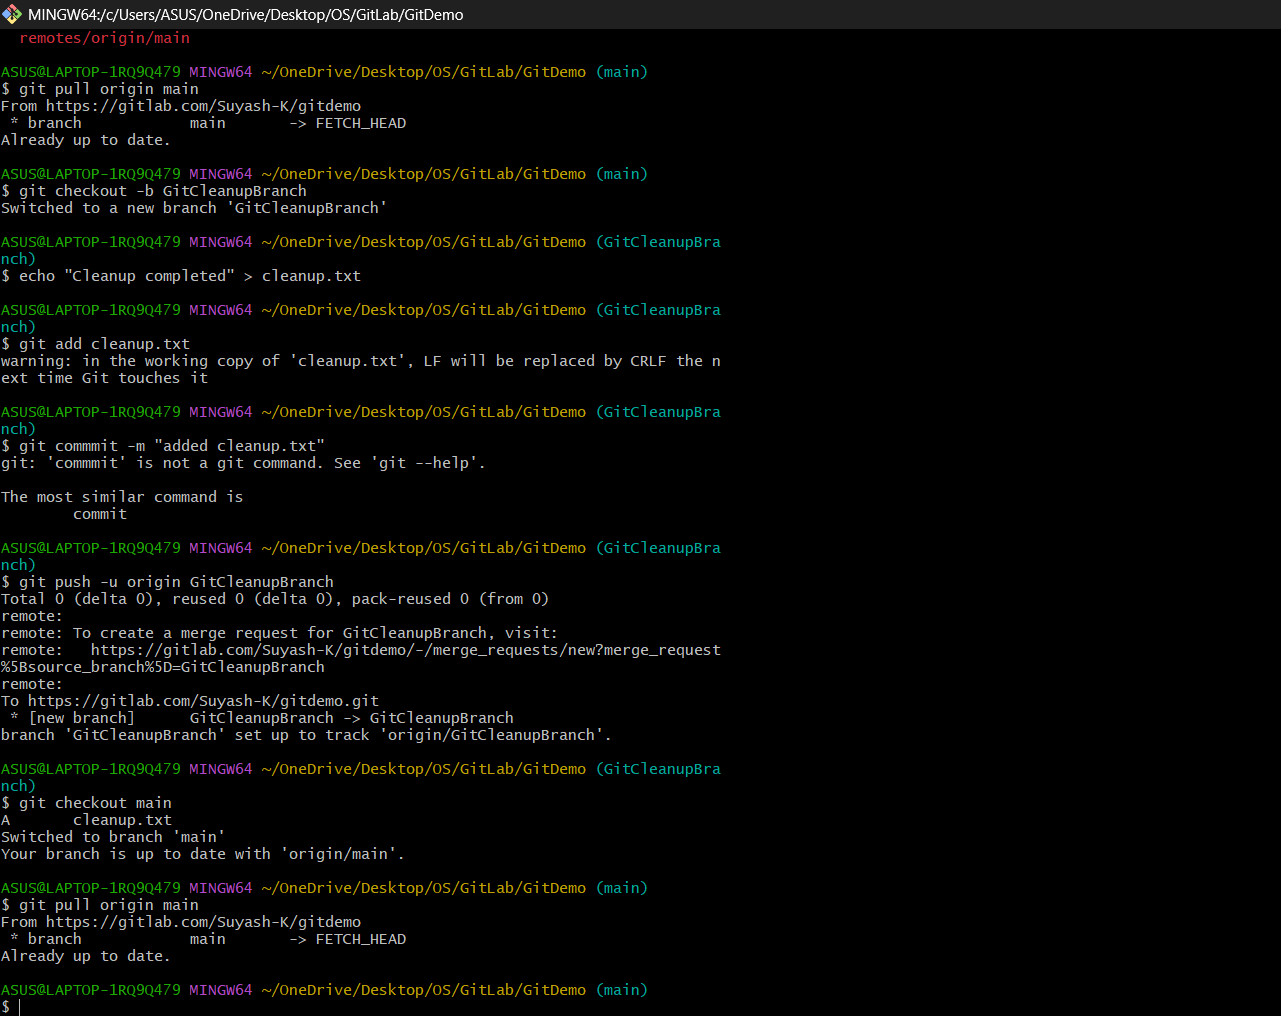 MINGW64:/c/Users/ASUS/OneDrive/Desktop/OS/GitLab/GitDemo
remotes/origin/main
ASUS@LAPTOP-1RQ9Q479 MINGW64 ~/OneDrive/Desktop/OS/GitLab/GitDemo (main)
$ git pull origin main
From https://gitlab.com/Suyash-K/gitdemo
 * branch            main       -> FETCH_HEAD
Already up to date.
ASUS@LAPTOP-1RQ9Q479 MINGW64 ~/OneDrive/Desktop/OS/GitLab/GitDemo (main)
$ git checkout -b GitCleanupBranch
Switched to a new branch 'GitCleanupBranch'
ASUS@LAPTOP-1RQ9Q479 MINGW64 ~/OneDrive/Desktop/OS/GitLab/GitDemo (GitCleanupBra
nch)
$ echo "Cleanup completed" > cleanup.txt
ASUS@LAPTOP-1RQ9Q479 MINGW64 ~/OneDrive/Desktop/OS/GitLab/GitDemo (GitCleanupBra
nch)
$ git add cleanup.txt
warning: in the working copy of 'cleanup.txt', LF will be replaced by CRLF the n
ext time Git touches it
ASUS@LAPTOP-1RQ9Q479 MINGW64 ~/OneDrive/Desktop/OS/GitLab/GitDemo (GitCleanupBra
nch)
$ git commmit -m "added cleanup.txt"
git: 'commmit' is not a git command. See 'git --help'.
The most similar command is
        commit
ASUS@LAPTOP-1RQ9Q479 MINGW64 ~/OneDrive/Desktop/OS/GitLab/GitDemo (GitCleanupBra
nch)
$ git push -u origin GitCleanupBranch
Total 0 (delta 0), reused 0 (delta 0), pack-reused 0 (from 0)
remote:
remote: To create a merge request for GitCleanupBranch, visit:
remote:   https://gitlab.com/Suyash-K/gitdemo/-/merge_requests/new?merge_request
%5Bsource_branch%5D=GitCleanupBranch
remote:
To https://gitlab.com/Suyash-K/gitdemo.git
 * [new branch]      GitCleanupBranch -> GitCleanupBranch
branch 'GitCleanupBranch' set up to track 'origin/GitCleanupBranch'.
ASUS@LAPTOP-1RQ9Q479 MINGW64 ~/OneDrive/Desktop/OS/GitLab/GitDemo (GitCleanupBra
nch)
$ git checkout main
A       cleanup.txt
Switched to branch 'main'
Your branch is up to date with 'origin/main'.
ASUS@LAPTOP-1RQ9Q479 MINGW64 ~/OneDrive/Desktop/OS/GitLab/GitDemo (main)
$ git pull origin main
From https://gitlab.com/Suyash-K/gitdemo
 * branch            main       -> FETCH_HEAD
Already up to date.
ASUS@LAPTOP-1RQ9Q479 MINGW64 ~/OneDrive/Desktop/OS/GitLab/GitDemo (main)
$